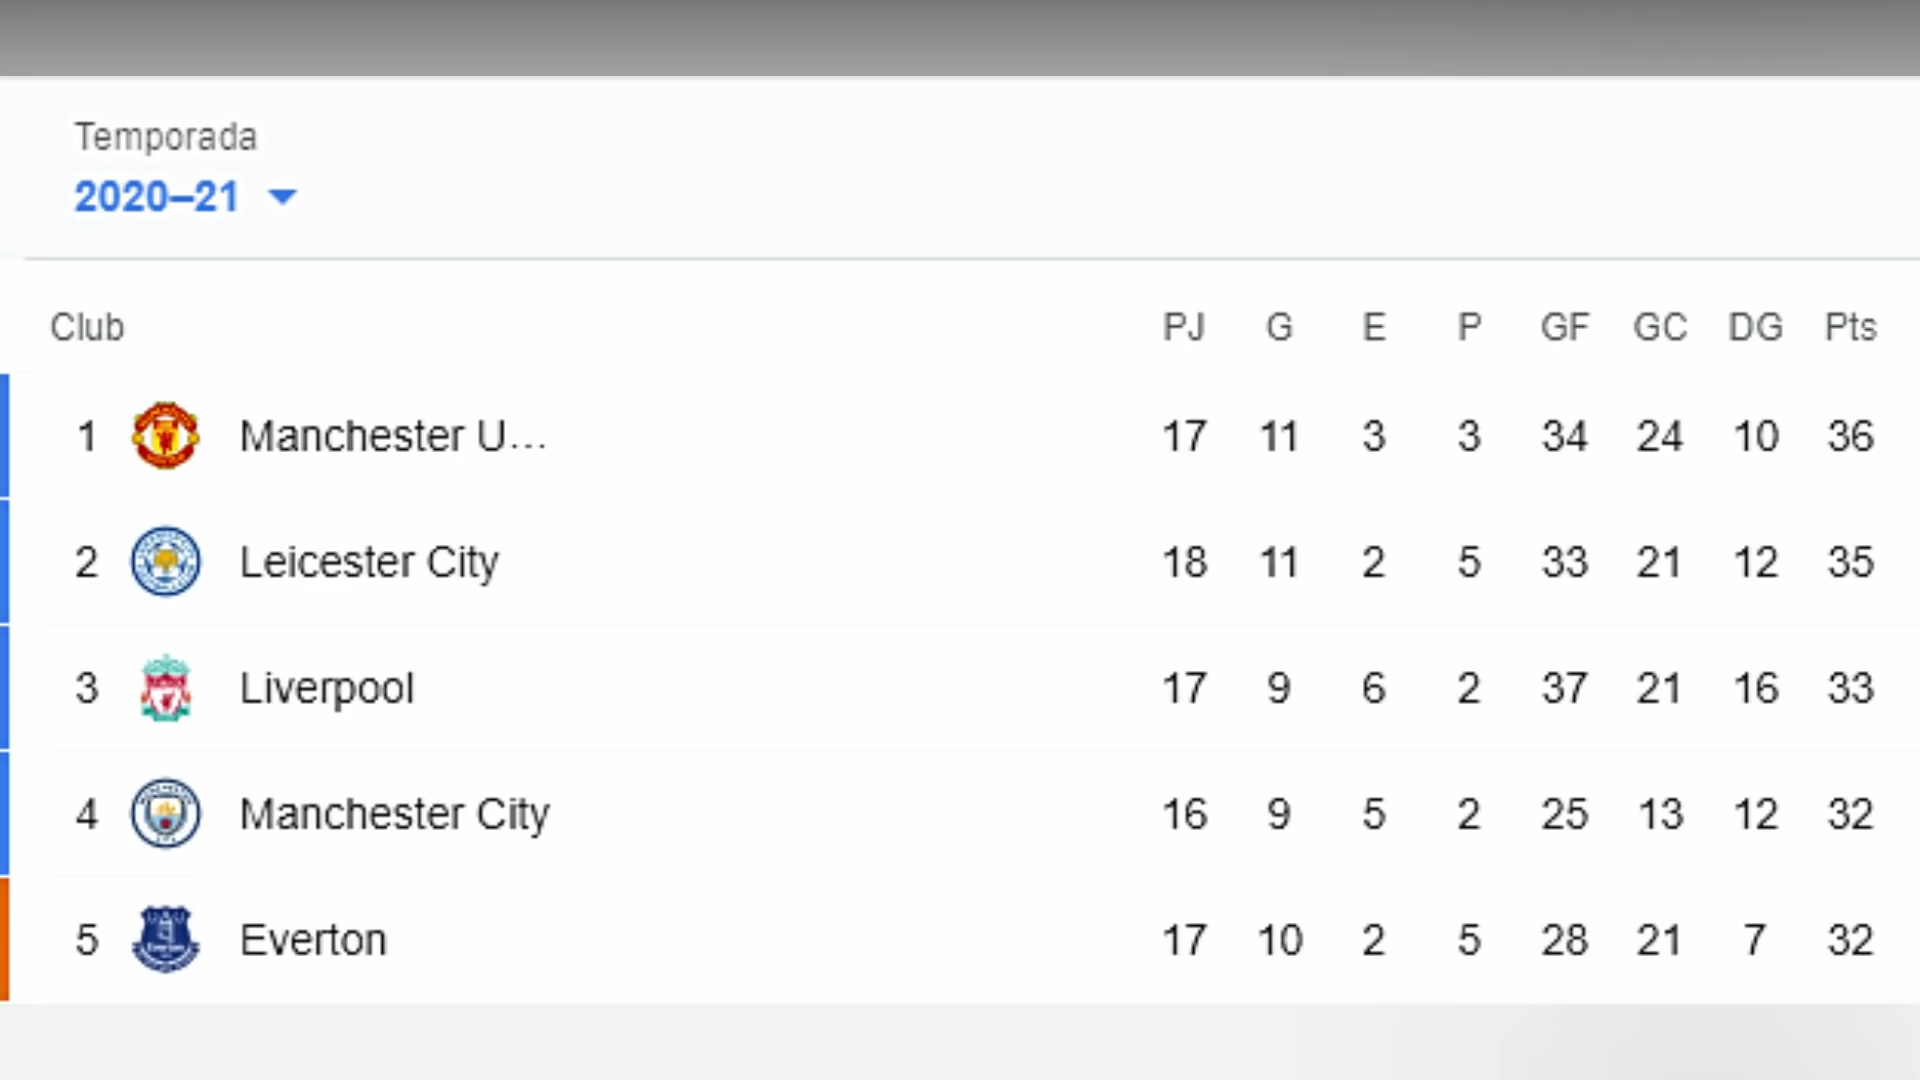 Temporada
2020–21
Club PJ G E P GF GC DG Pts
1 Manchester U... 17 11 3 3 34 24 10 36
2 Leicester City 18 11 2 5 33 21 12 35
3 Liverpool 17 9 6 2 37 21 16 33
4 Manchester City 16 9 5 2 25 13 12 32
5 Everton 17 10 2 5 28 21 7 32